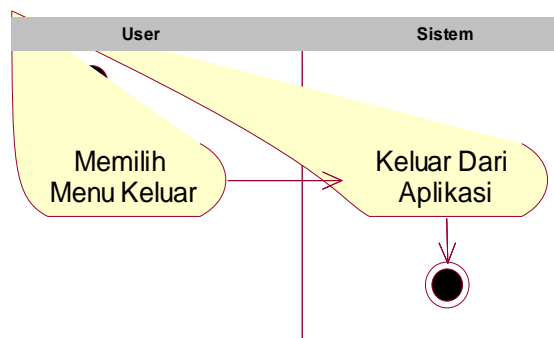 User
Sistem
Memilih
Menu Keluar
Keluar Dari
Aplikasi